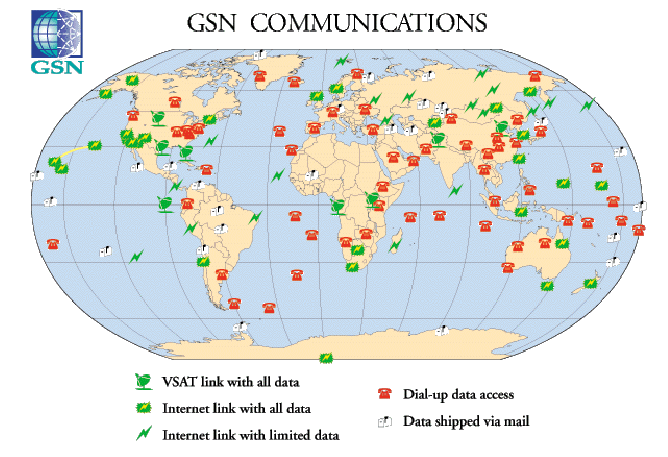 GSN COMMUNICATIONS
GSN
VSAT link with all data
Internet link with all data
Internet link with limited data
Dial-up data access
Data shipped via mail